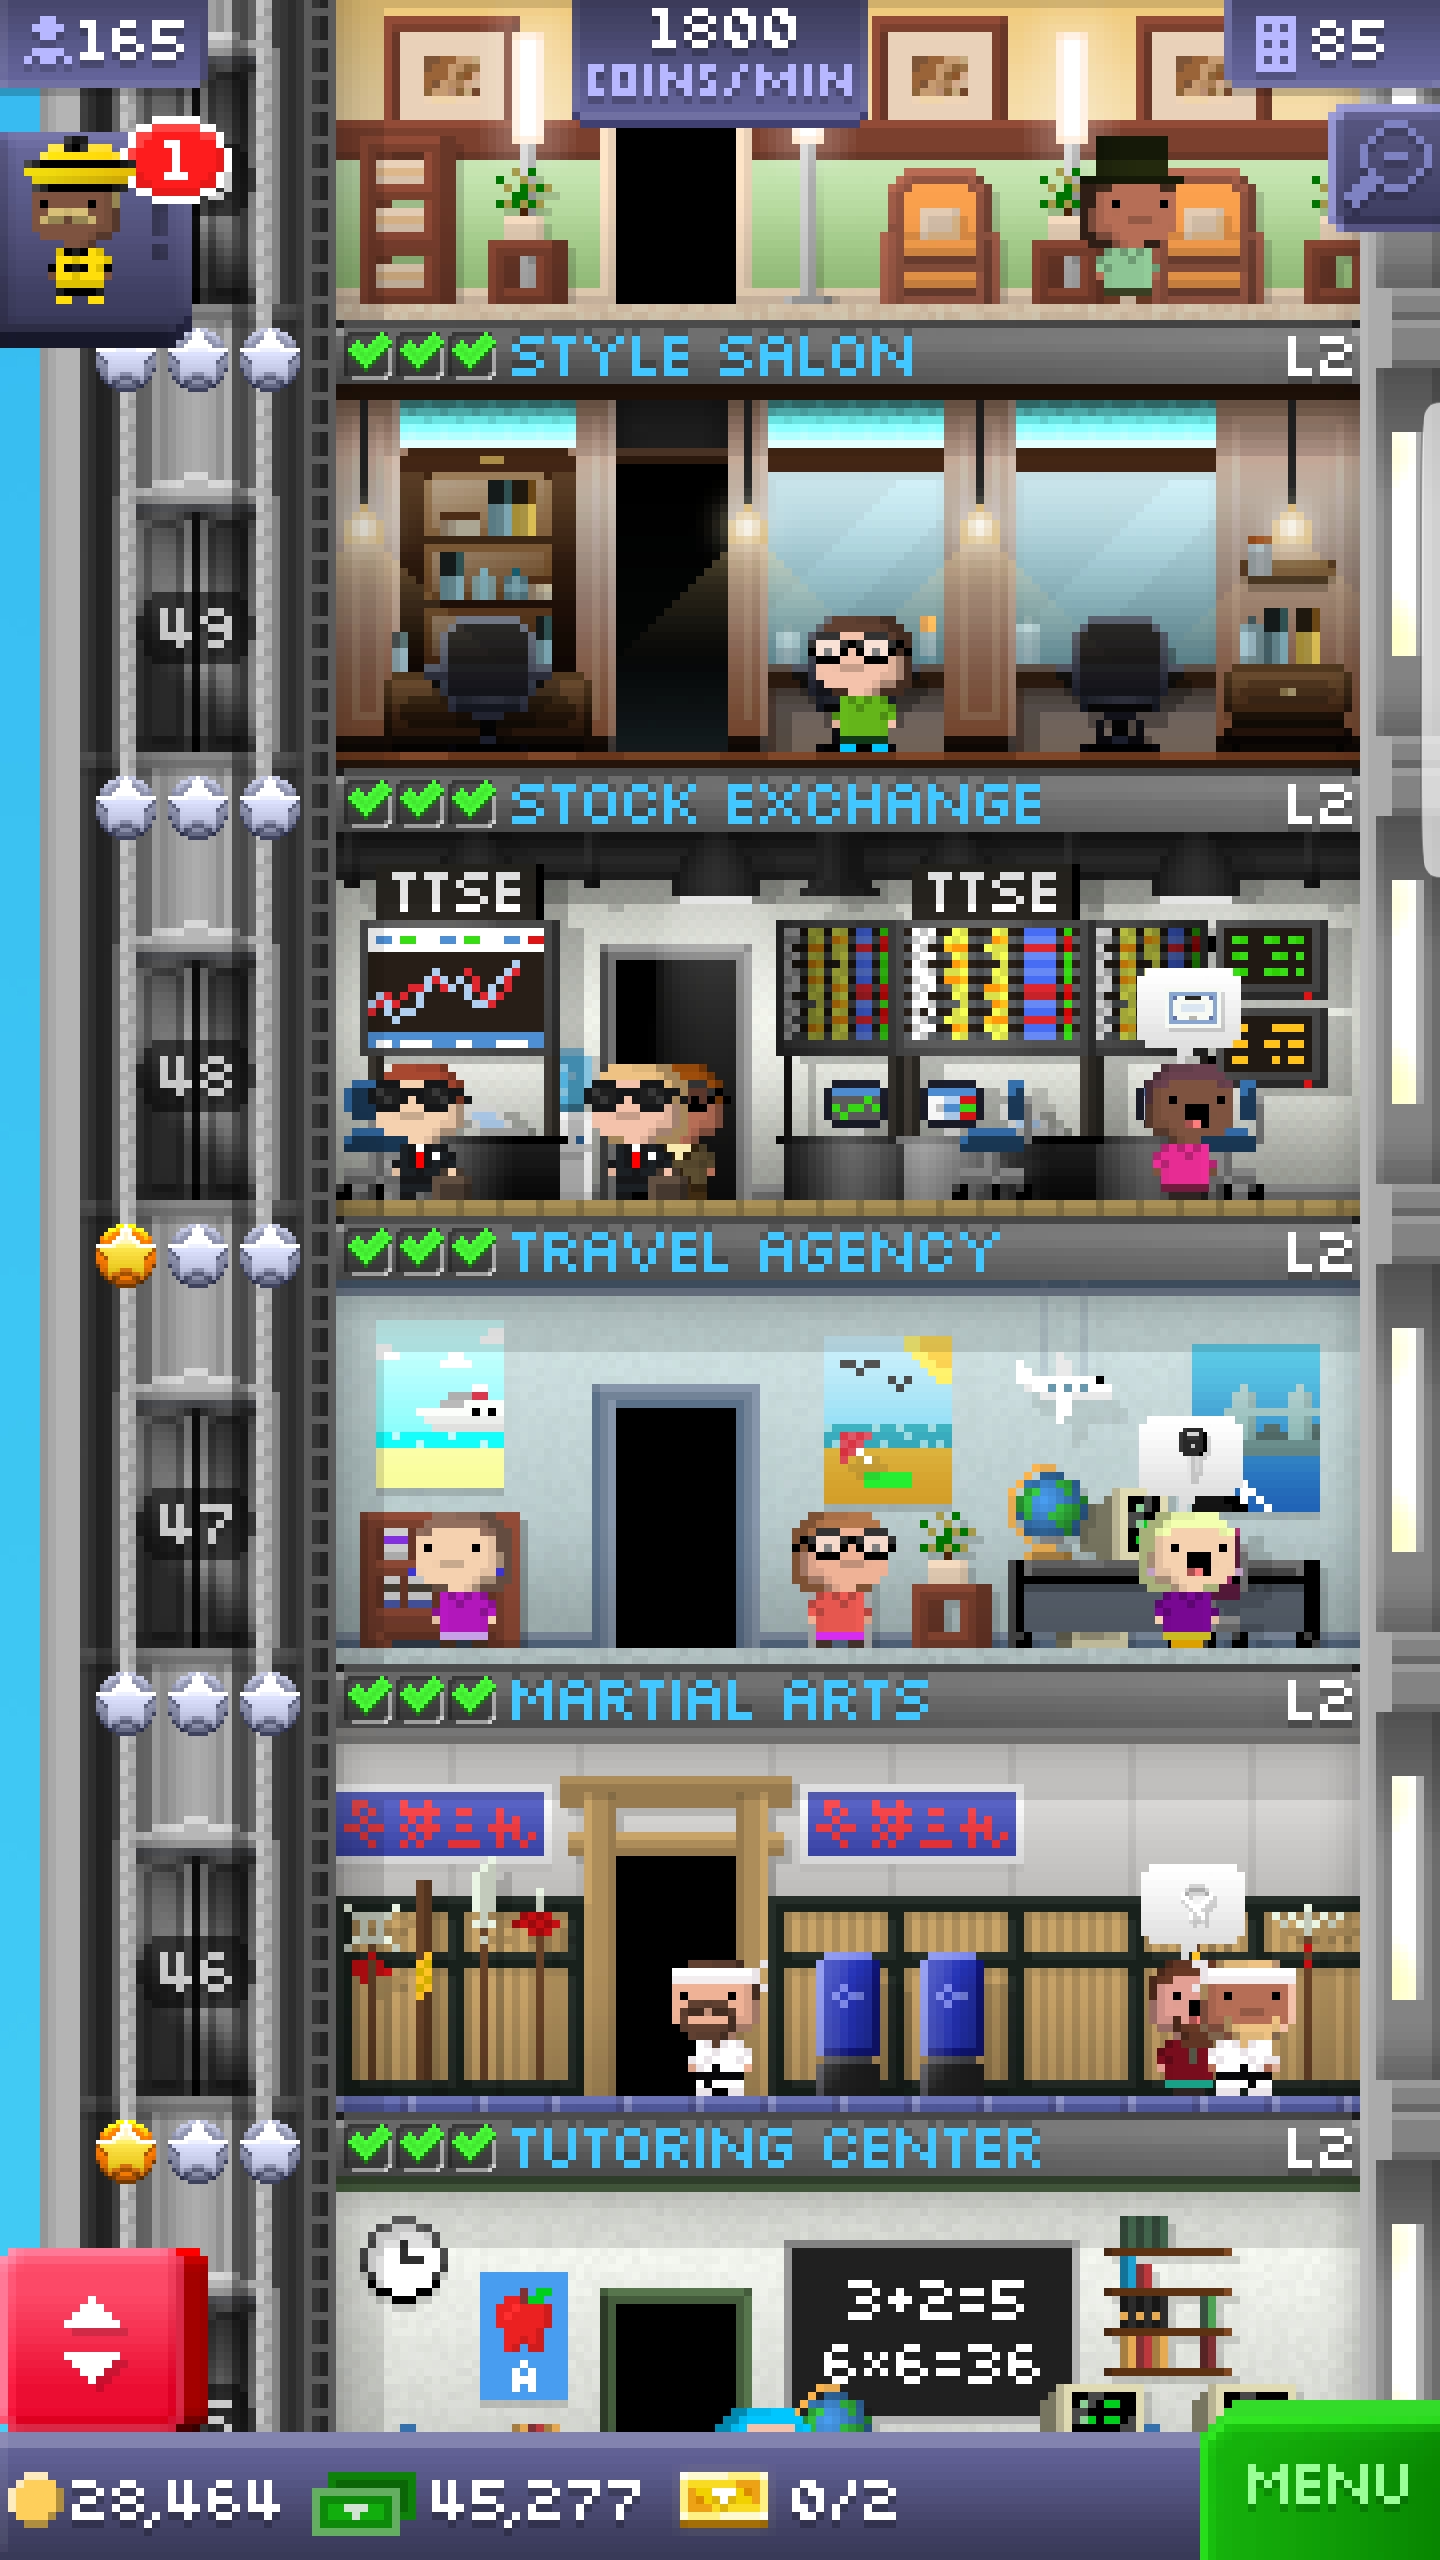 165
1800
COINS/MIN
85
1
STYLE SALON L2
49
STOCK EXCHANGE L2
TTSE TTSE
48
TRAVEL AGENCY L2
47
MARTIAL ARTS L2
46
TUTORING CENTER L2
3+2=5
6×6=36
A
28,464 45,277 0/2 MENU